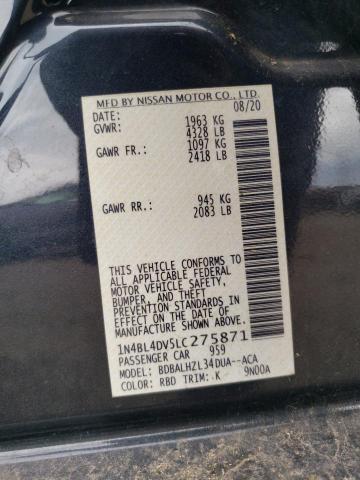 MFD BY NISSAN MOTOR CO., LTD.
DATE: 08/20
GVWR: 1963 KG
4328 LB
GAWR FR.: 1097 KG
2418 LB
GAWR RR.: 945 KG
2083 LB
THIS VEHICLE CONFORMS TO
ALL APPLICABLE FEDERAL
MOTOR VEHICLE SAFETY,
BUMPER, AND THEFT
PREVENTION STANDARDS IN
EFFECT ON THE DATE OF
MANUFACTURE SHOWN ABOVE.
1N4BL4DV5LC275871
PASSENGER CAR 959
MODEL: BDBALHZL34DUA--ACA
COLOR: RBD TRIM: K 9N00A